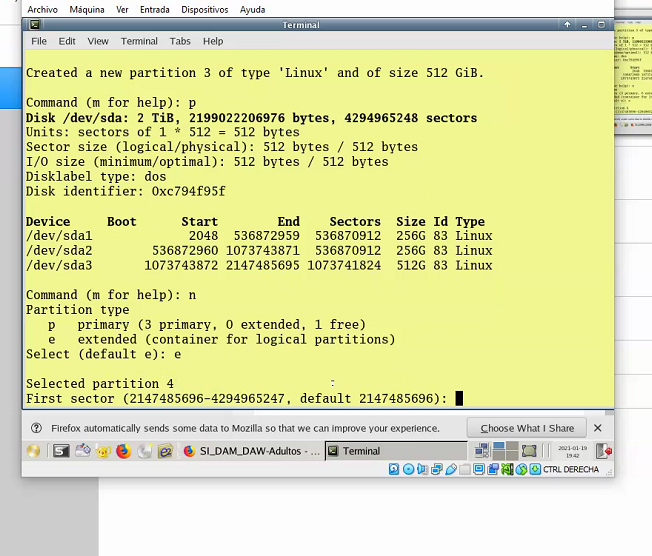 Archivo Máquina Ver Entrada Dispositivos Ayuda
Terminal
File Edit View Terminal Tabs Help
Created a new partition 3 of type 'Linux' and of size 512 GiB.
Command (m for help): p
Disk /dev/sda: 2 TiB, 2199022206976 bytes, 4294965248 sectors
Units: sectors of 1 * 512 = 512 bytes
Sector size (logical/physical): 512 bytes / 512 bytes
I/O size (minimum/optimal): 512 bytes / 512 bytes
Disklabel type: dos
Disk identifier: 0xc794f95f
Device Boot Start End Sectors Size Id Type
/dev/sda1 2048 536872959 536870912 256G 83 Linux
/dev/sda2 536872960 1073743871 536870912 256G 83 Linux
/dev/sda3 1073743872 2147485695 1073741824 512G 83 Linux
Command (m for help): n
Partition type
p primary (3 primary, 0 extended, 1 free)
e extended (container for logical partitions)
Select (default e): e
Selected partition 4
First sector (2147485696-4294965247, default 2147485696):
Firefox automatically sends some data to Mozilla so that we can improve your experience. Choose What I Share
SI_DAM_DAW-Adultos - ... Terminal 2021-01-19
19:42
CTRL DERECHA